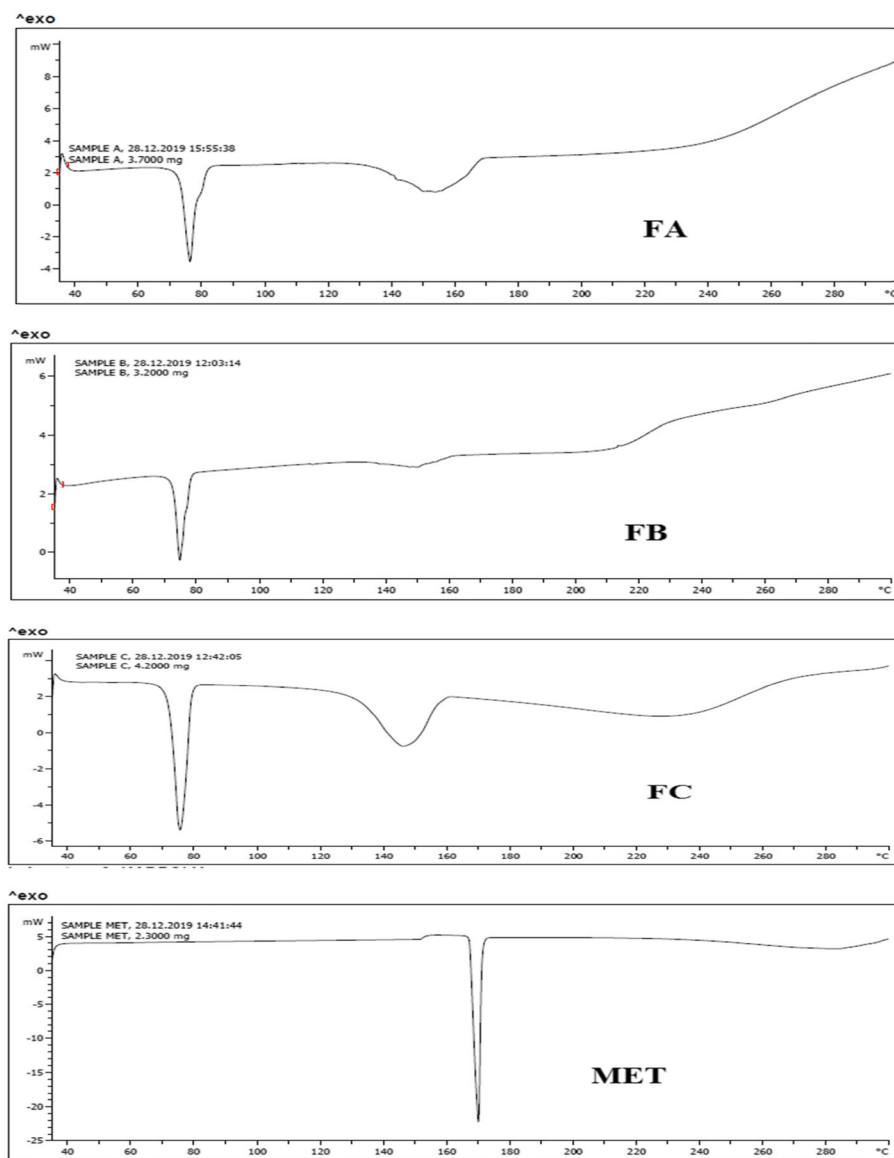 ^exo
mW
SAMPLE A, 28.12.2019 15:55:38
SAMPLE A, 3.7000 mg
8
6
4
2
0
-2
-4
FA
40 60 80 100 120 140 160 180 200 220 240 260 280 °C
^exo
mW
SAMPLE B, 28.12.2019 12:03:14
SAMPLE B, 3.2000 mg
6
4
2
0
FB
40 60 80 100 120 140 160 180 200 220 240 260 280 °C
^exo
mW
SAMPLE C, 28.12.2019 12:42:05
SAMPLE C, 4.2000 mg
2
0
-2
-4
-6
FC
40 60 80 100 120 140 160 180 200 220 240 260 280 °C
^exo
mW
SAMPLE MET, 28.12.2019 14:41:44
SAMPLE MET, 2.3000 mg
5
0
-5
-10
-15
-20
-25
MET
40 60 80 100 120 140 160 180 200 220 240 260 280 °C